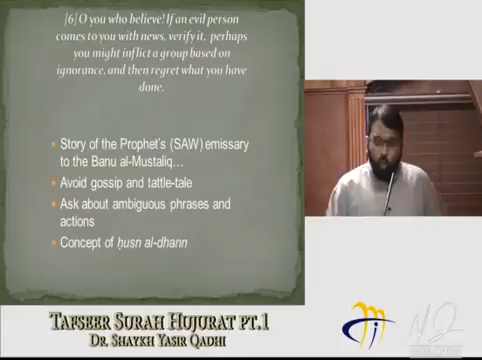 [6] O you who believe! If an evil person
comes to you with news, verify it, perhaps
you might inflict a group based on
ignorance, and then regret what you have
done.
• Story of the Prophet's (SAW) emissary
to the Banu al-Mustaliq…
• Avoid gossip and tattle-tale
• Ask about ambiguous phrases and
actions
• Concept of ḥusn al-dhann
Tafseer Surah Hujurat pt.1
Dr. Shaykh Yasir Qadhi